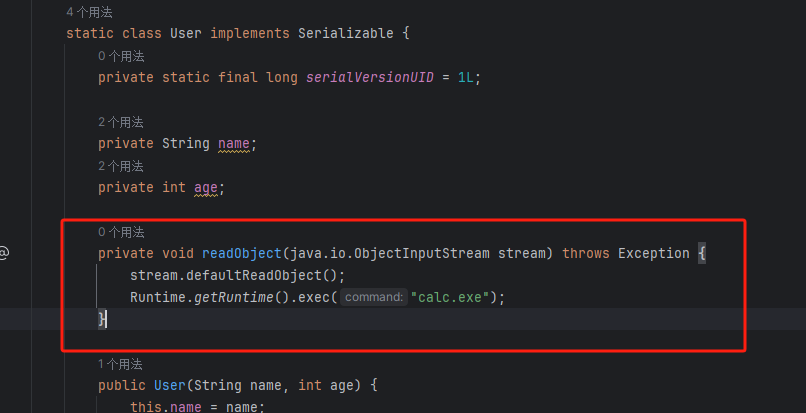 4个用法
static class User implements Serializable {
0个用法
private static final long serialVersionUID = 1L;
2个用法
private String name;
2个用法
private int age;
0个用法
@
private void readObject(java.io.ObjectInputStream stream) throws Exception {
stream.defaultReadObject();
Runtime.getRuntime().exec( command: "calc.exe");
}
1个用法
public User(String name, int age) {
this.name = name;